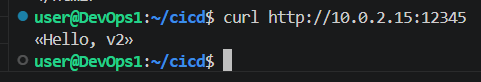 user@DevOps1:~/cicd$ curl http://10.0.2.15:12345
«Hello, v2»
user@DevOps1:~/cicd$